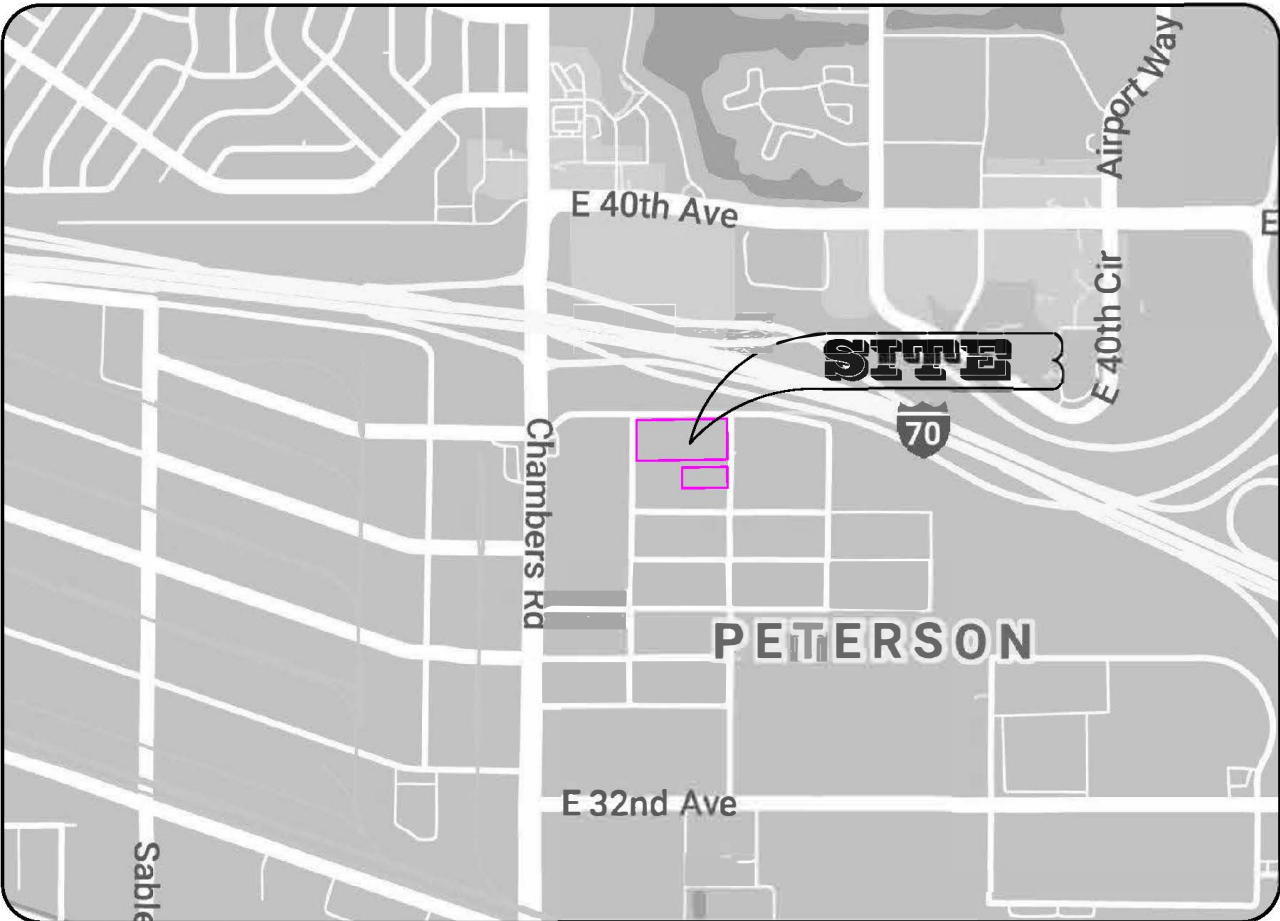 Airport Way
E 40th Ave
E
E 40th Cir
SITE
70
Chambers Rd
PETERSON
E 32nd Ave
Sable